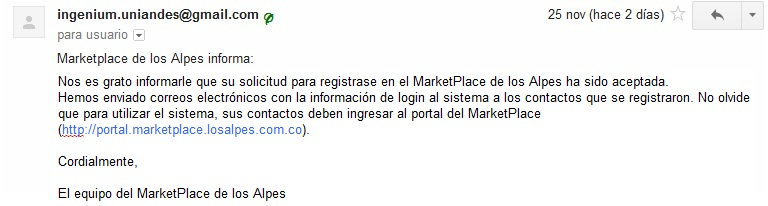 ingenium.uniandes@gmail.com 25 nov (hace 2 días)
para usuario
Marketplace de los Alpes informa:
Nos es grato informarle que su solicitud para registrase en el MarketPlace de los Alpes ha sido aceptada.
Hemos enviado correos electrónicos con la información de login al sistema a los contactos que se registraron. No olvide
que para utilizar el sistema, sus contactos deben ingresar al portal del MarketPlace
(http://portal.marketplace.losalpes.com.co).
Cordialmente,
El equipo del MarketPlace de los Alpes